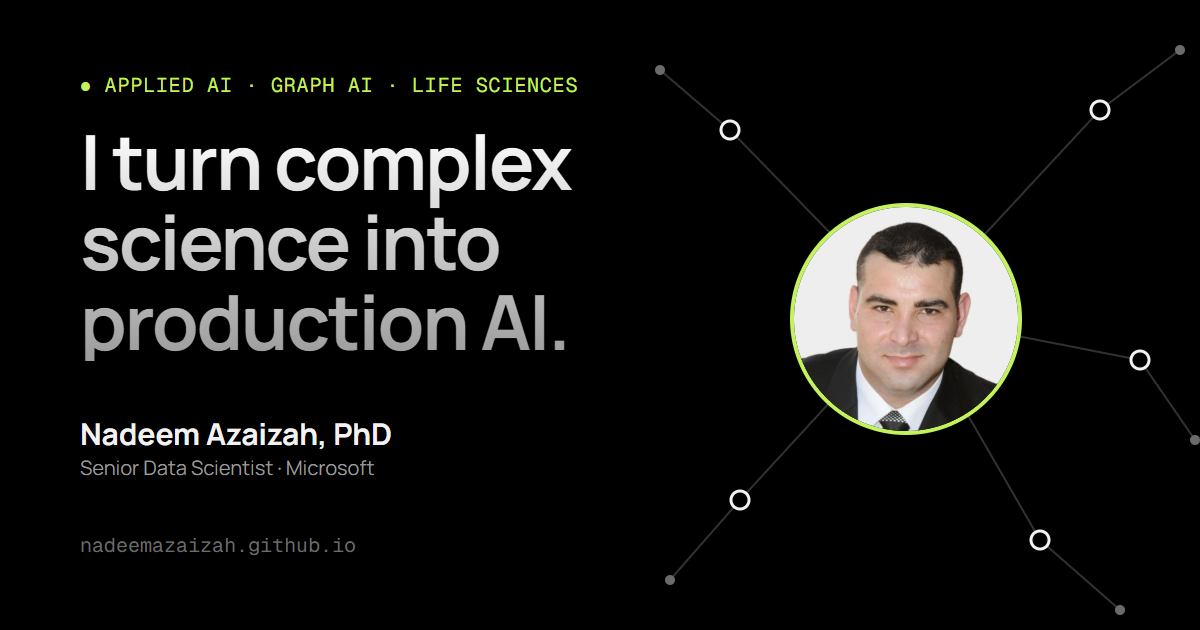 APPLIED AI · GRAPH AI · LIFE SCIENCES
I turn complex
science into
production AI.
Nadeem Azaizah, PhD
Senior Data Scientist · Microsoft
nadeemazaizah.github.io